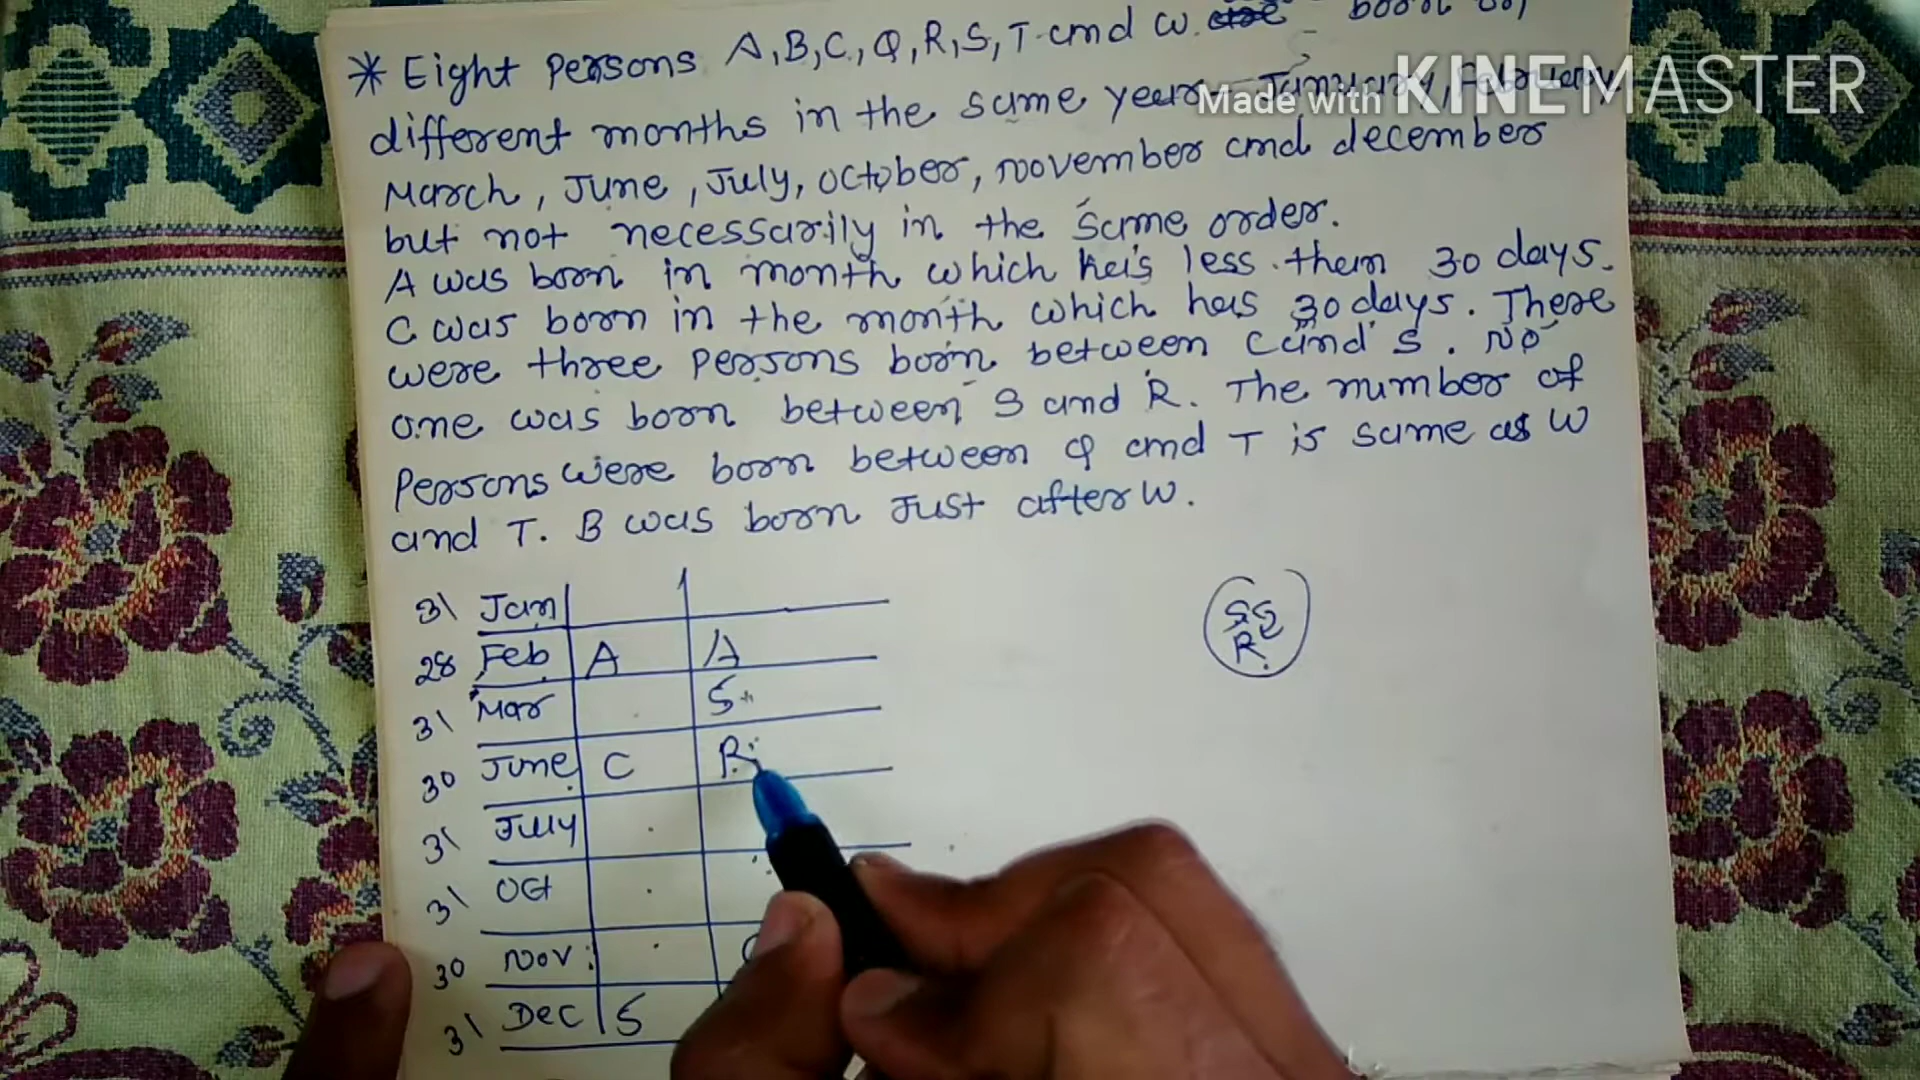 * Eight Persons A, B, C, Q, R, S, T and W. born on
different months in the same year - January, February
March, June, July, October, November and december
but not necessarily in the same order.
A was born in month which has less than 30 days.
C was born in the month which has 30 days. There
were three persons born between C and S. No
one was born between S and R. The number of
Persons were born between Q and T is same as W
and T. B was born Just after W.
Made with KINEMASTER
31 Jan
28 Feb A A
31 Mar S
30 June C R
31 July
31 Oct
30 Nov
31 Dec S
S S
R